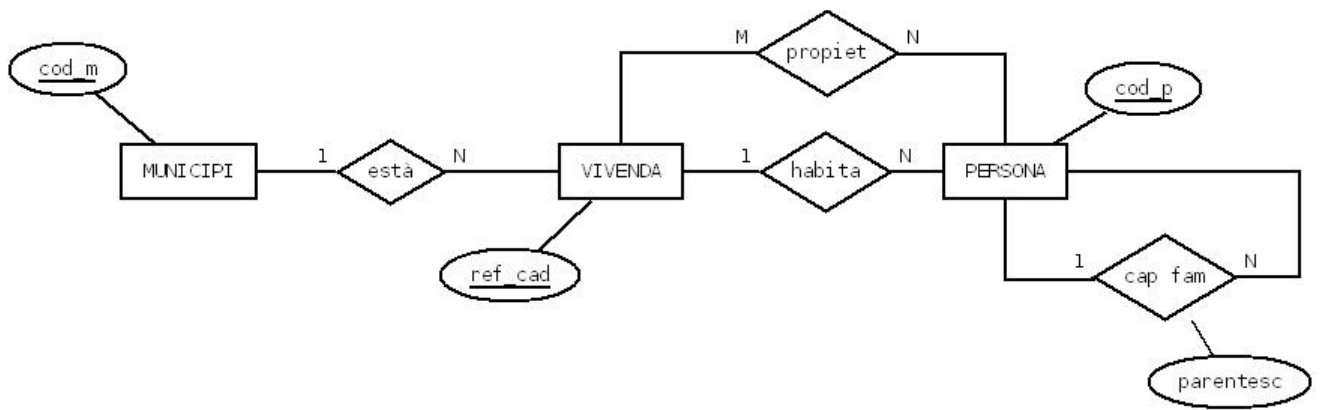 M
propiet
N
cod_m
cod_p
MUNICIPI
1
està
N
VIVENDA
1
habita
N
PERSONA
ref_cad
1
cap fam
N
parentesc